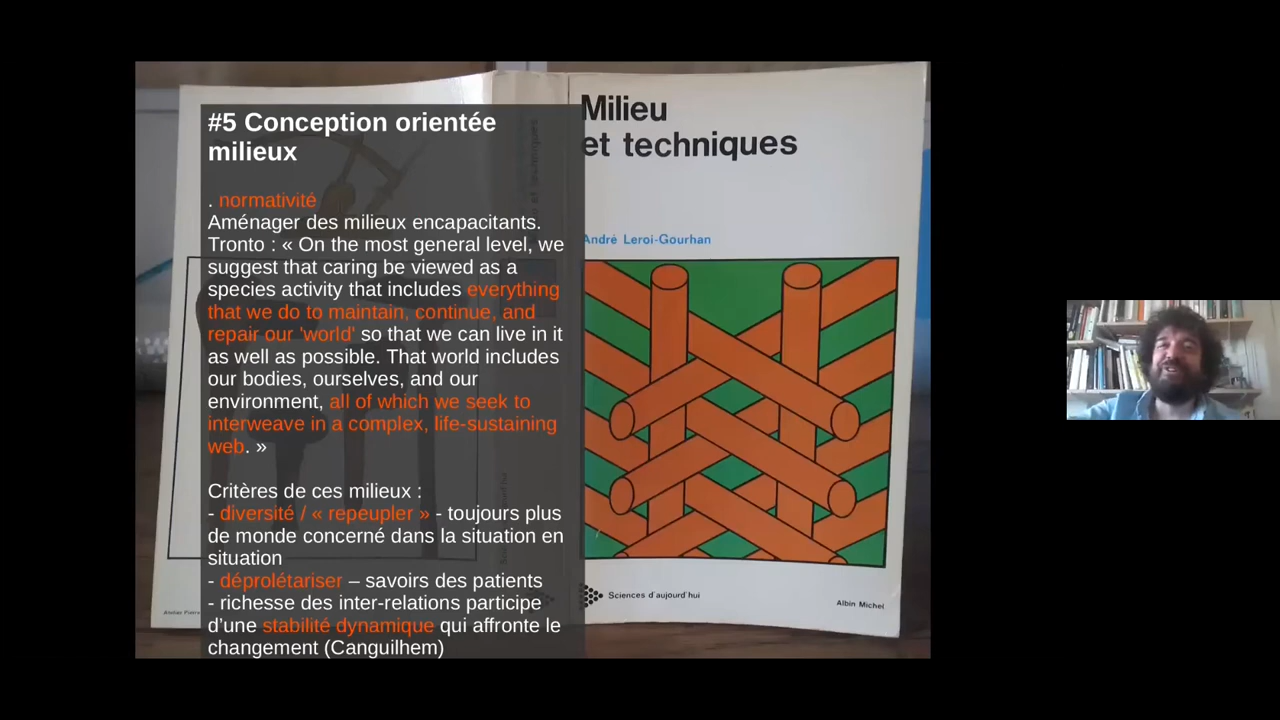 #5 Conception orientée
milieux
. normativité
Aménager des milieux encapacitants.
Tronto : « On the most general level, we
suggest that caring be viewed as a
species activity that includes everything
that we do to maintain, continue, and
repair our 'world' so that we can live in it
as well as possible. That world includes
our bodies, ourselves, and our
environment, all of which we seek to
interweave in a complex, life-sustaining
web. »
Critères de ces milieux :
- diversité / « repeupler » - toujours plus
de monde concerné dans la situation en
situation
- déprolétariser – savoirs des patients
- richesse des inter-relations participe
d'une stabilité dynamique qui affronte le
changement (Canguilhem)
Milieu
et techniques
André Leroi-Gourhan
Sciences d'aujourd'hui
Albin Michel